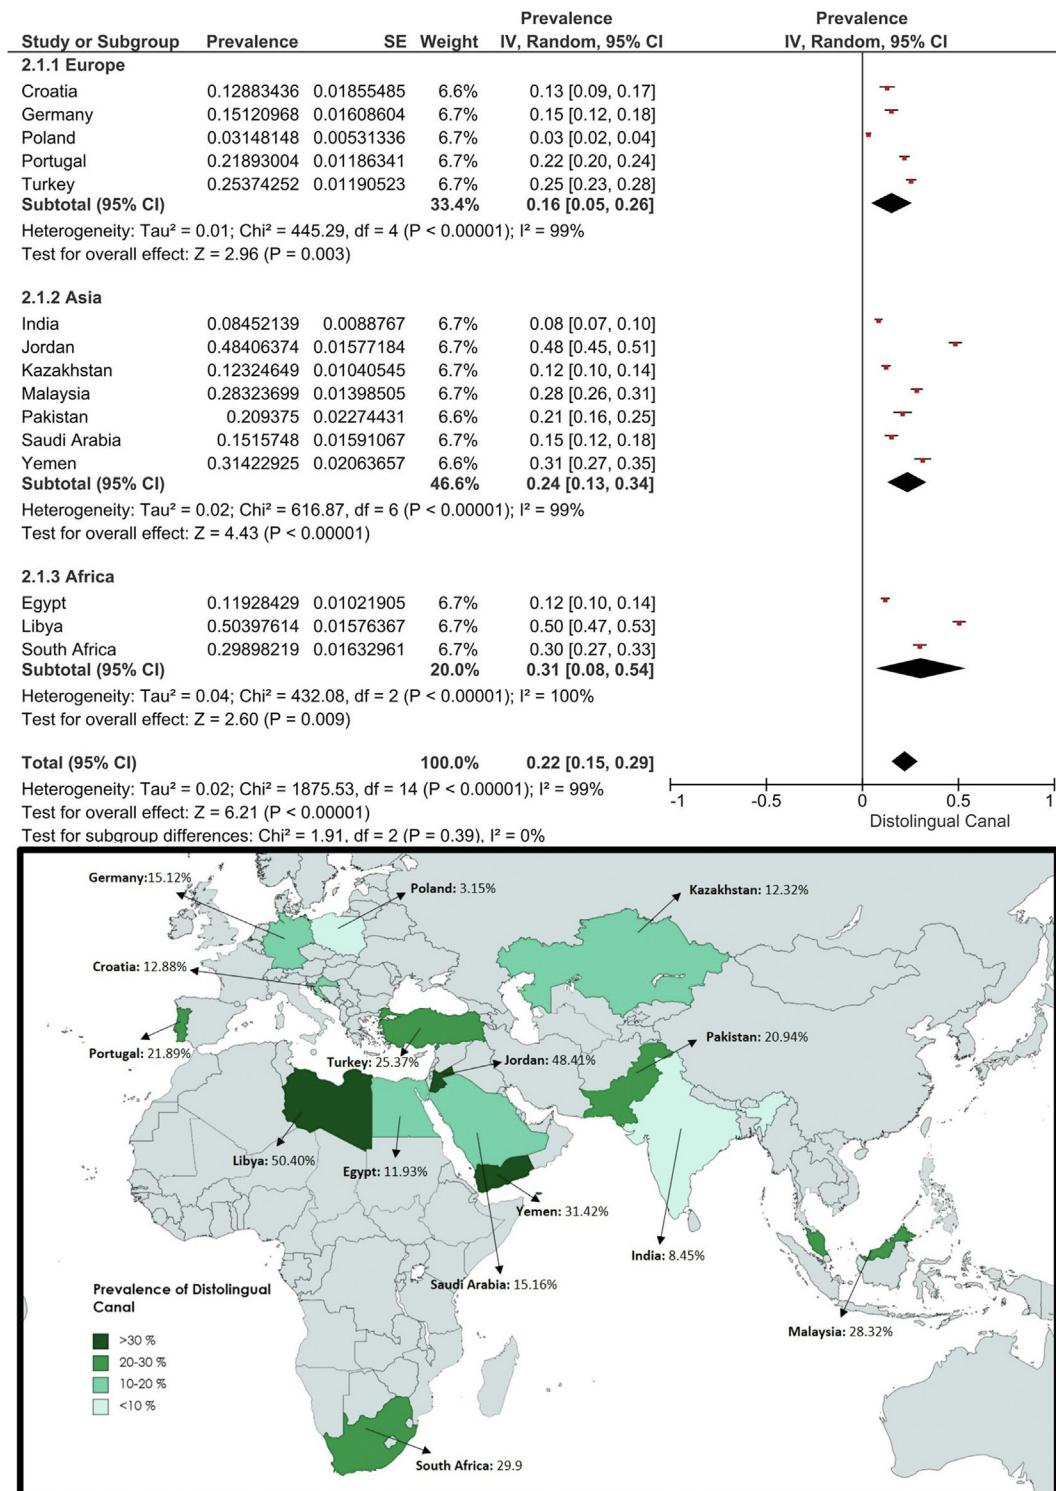 Prevalence Prevalence
Study or Subgroup Prevalence SE Weight IV, Random, 95% CI IV, Random, 95% CI
2.1.1 Europe
Croatia 0.12883436 0.01855485 6.6% 0.13 [0.09, 0.17]
Germany 0.15120968 0.01608604 6.7% 0.15 [0.12, 0.18]
Poland 0.03148148 0.00531336 6.7% 0.03 [0.02, 0.04]
Portugal 0.21893004 0.01186341 6.7% 0.22 [0.20, 0.24]
Turkey 0.25374252 0.01190523 6.7% 0.25 [0.23, 0.28]
Subtotal (95% CI) 33.4% 0.16 [0.05, 0.26]
Heterogeneity: Tau² = 0.01; Chi² = 445.29, df = 4 (P < 0.00001); I² = 99%
Test for overall effect: Z = 2.96 (P = 0.003)
2.1.2 Asia
India 0.08452139 0.0088767 6.7% 0.08 [0.07, 0.10]
Jordan 0.48406374 0.01577184 6.7% 0.48 [0.45, 0.51]
Kazakhstan 0.12324649 0.01040545 6.7% 0.12 [0.10, 0.14]
Malaysia 0.28323699 0.01398505 6.7% 0.28 [0.26, 0.31]
Pakistan 0.209375 0.02274431 6.6% 0.21 [0.16, 0.25]
Saudi Arabia 0.1515748 0.01591067 6.7% 0.15 [0.12, 0.18]
Yemen 0.31422925 0.02063657 6.6% 0.31 [0.27, 0.35]
Subtotal (95% CI) 46.6% 0.24 [0.13, 0.34]
Heterogeneity: Tau² = 0.02; Chi² = 616.87, df = 6 (P < 0.00001); I² = 99%
Test for overall effect: Z = 4.43 (P < 0.00001)
2.1.3 Africa
Egypt 0.11928429 0.01021905 6.7% 0.12 [0.10, 0.14]
Libya 0.50397614 0.01576367 6.7% 0.50 [0.47, 0.53]
South Africa 0.29898219 0.01632961 6.7% 0.30 [0.27, 0.33]
Subtotal (95% CI) 20.0% 0.31 [0.08, 0.54]
Heterogeneity: Tau² = 0.04; Chi² = 432.08, df = 2 (P < 0.00001); I² = 100%
Test for overall effect: Z = 2.60 (P = 0.009)
Total (95% CI) 100.0% 0.22 [0.15, 0.29]
Heterogeneity: Tau² = 0.02; Chi² = 1875.53, df = 14 (P < 0.00001); I² = 99%
Test for overall effect: Z = 6.21 (P < 0.00001)
Test for subgroup differences: Chi² = 1.91, df = 2 (P = 0.39), I² = 0%
-1 -0.5 0 0.5 1
Distolingual Canal
Germany:15.12%
Poland: 3.15%
Kazakhstan: 12.32%
Croatia: 12.88%
Portugal: 21.89%
Turkey: 25.37%
Jordan: 48.41%
Pakistan: 20.94%
Libya: 50.40%
Egypt: 11.93%
Yemen: 31.42%
India: 8.45%
Saudi Arabia: 15.16%
Malaysia: 28.32%
South Africa: 29.9
Prevalence of Distolingual
Canal
>30 %
20-30 %
10-20 %
<10 %